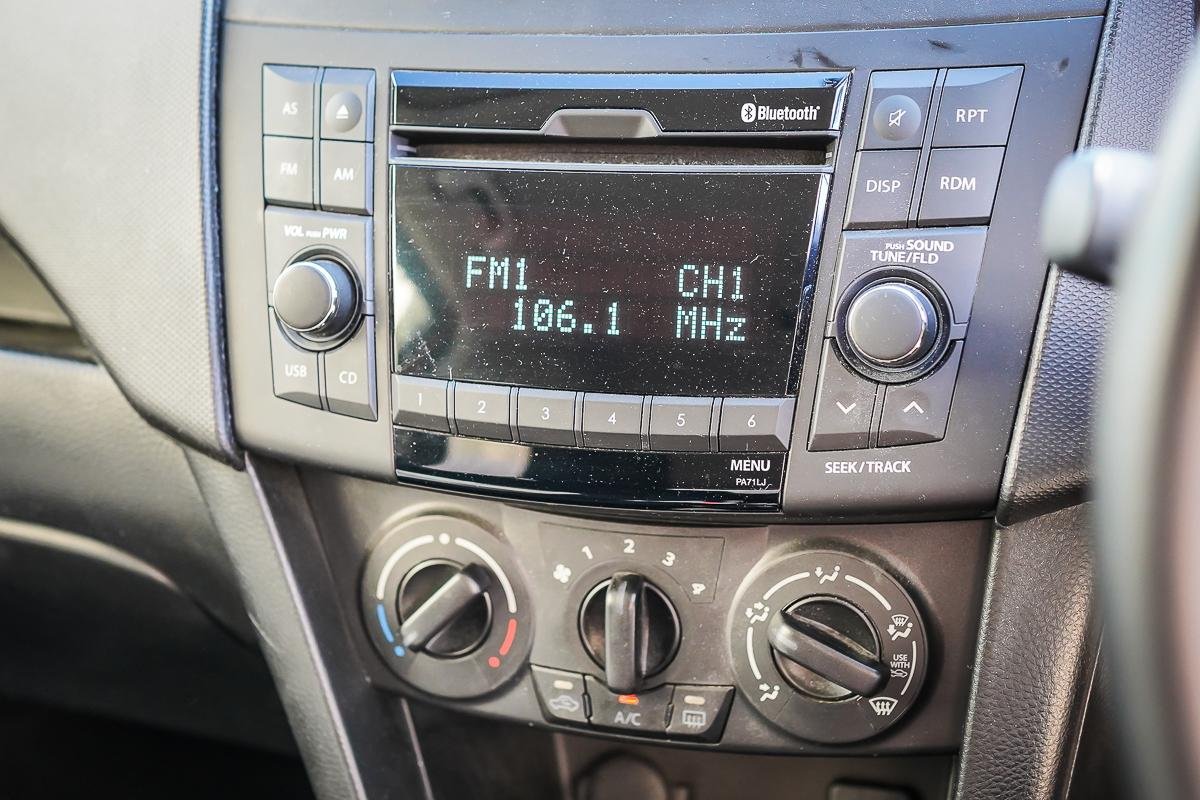 AS
FM AM
VOL PUSH PWR
USB CD
Bluetooth®
FM1 CH1
106.1 MHz
1 2 3 4 5 6
MENU
PA71LJ
RPT
DISP RDM
PUSH SOUND
TUNE/FLD
SEEK/TRACK
1 2 3
A/C
USE
WITH